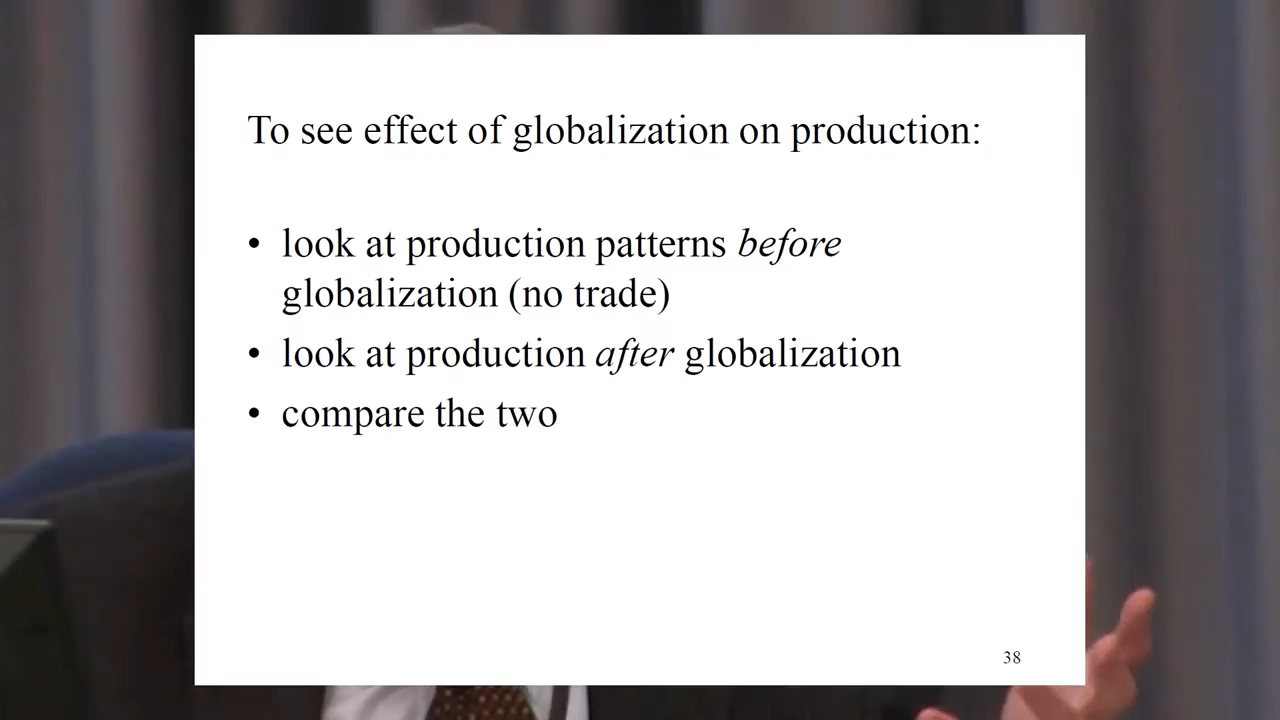 To see effect of globalization on production:
• look at production patterns before
globalization (no trade)
• look at production after globalization
• compare the two
38